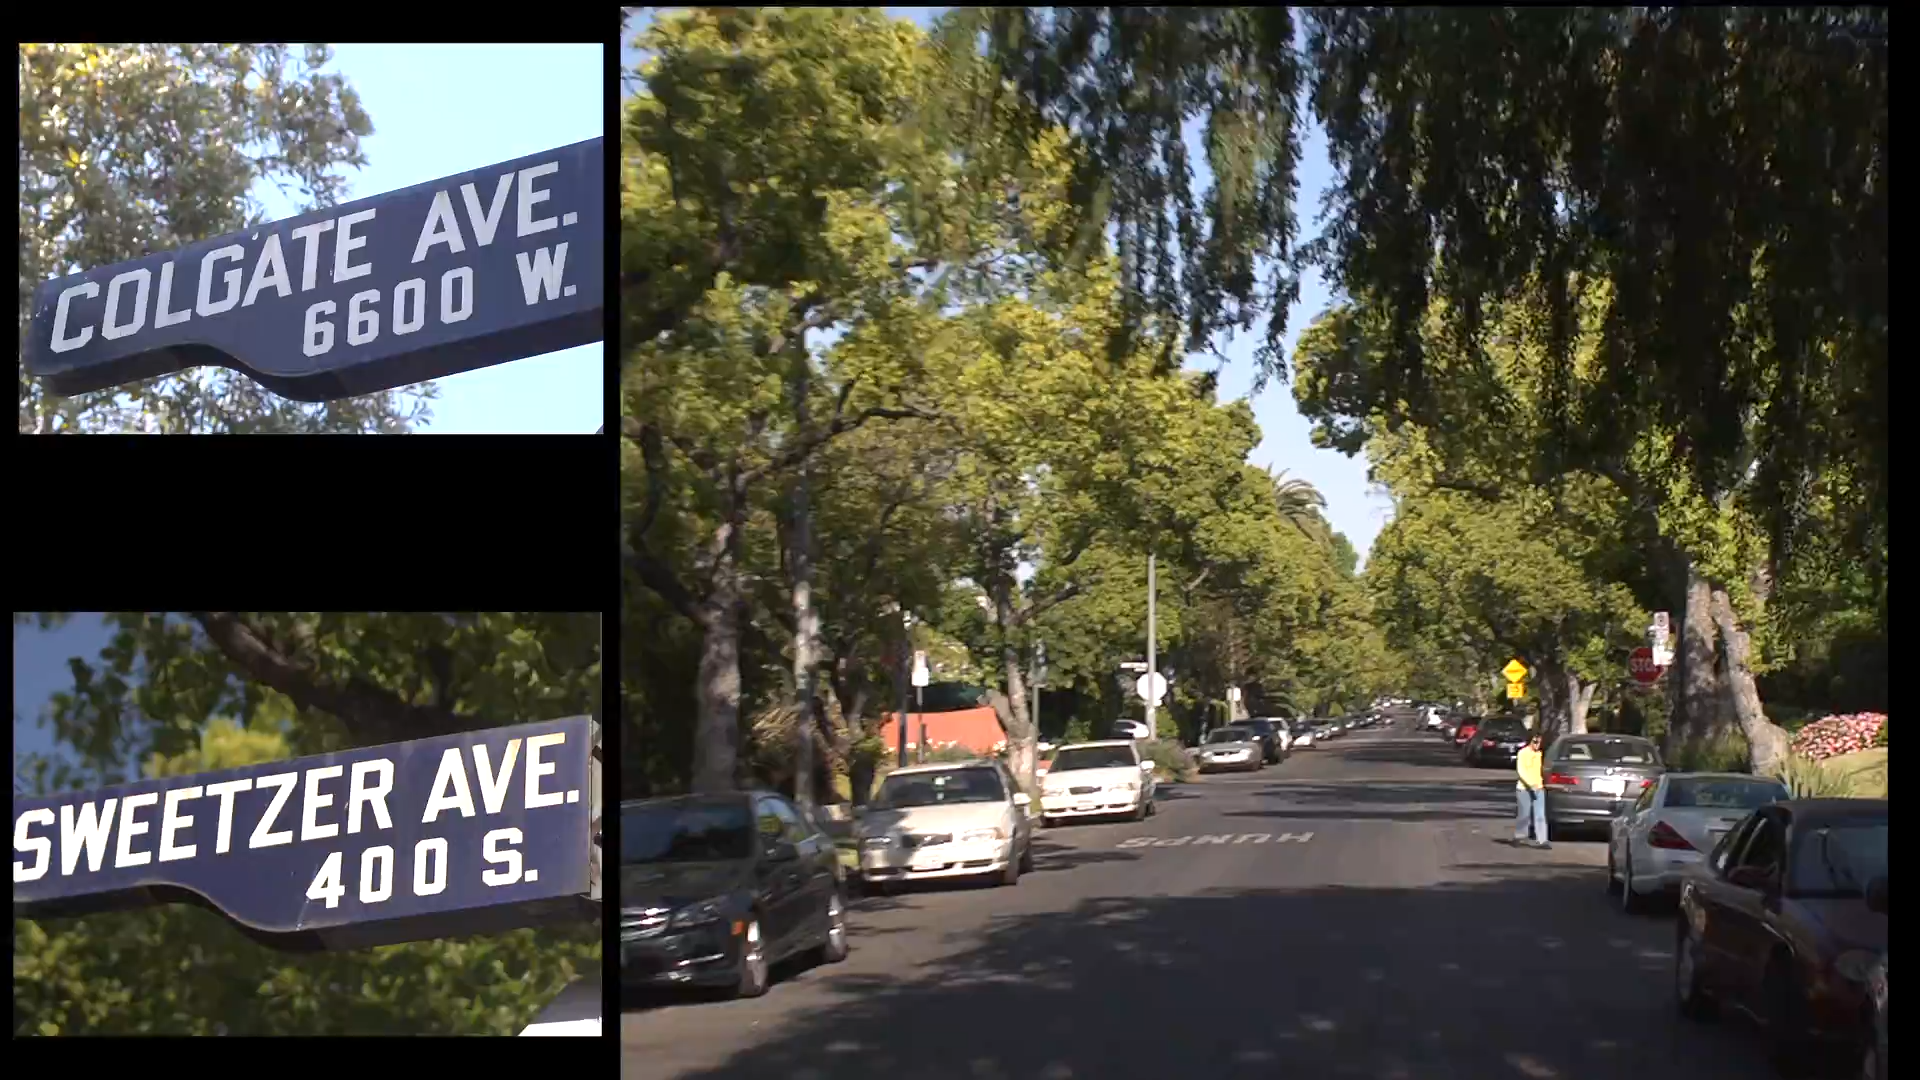 COLGATE AVE.
6600 W.
SWEETZER AVE.
400 S.
STOP
HUMPS